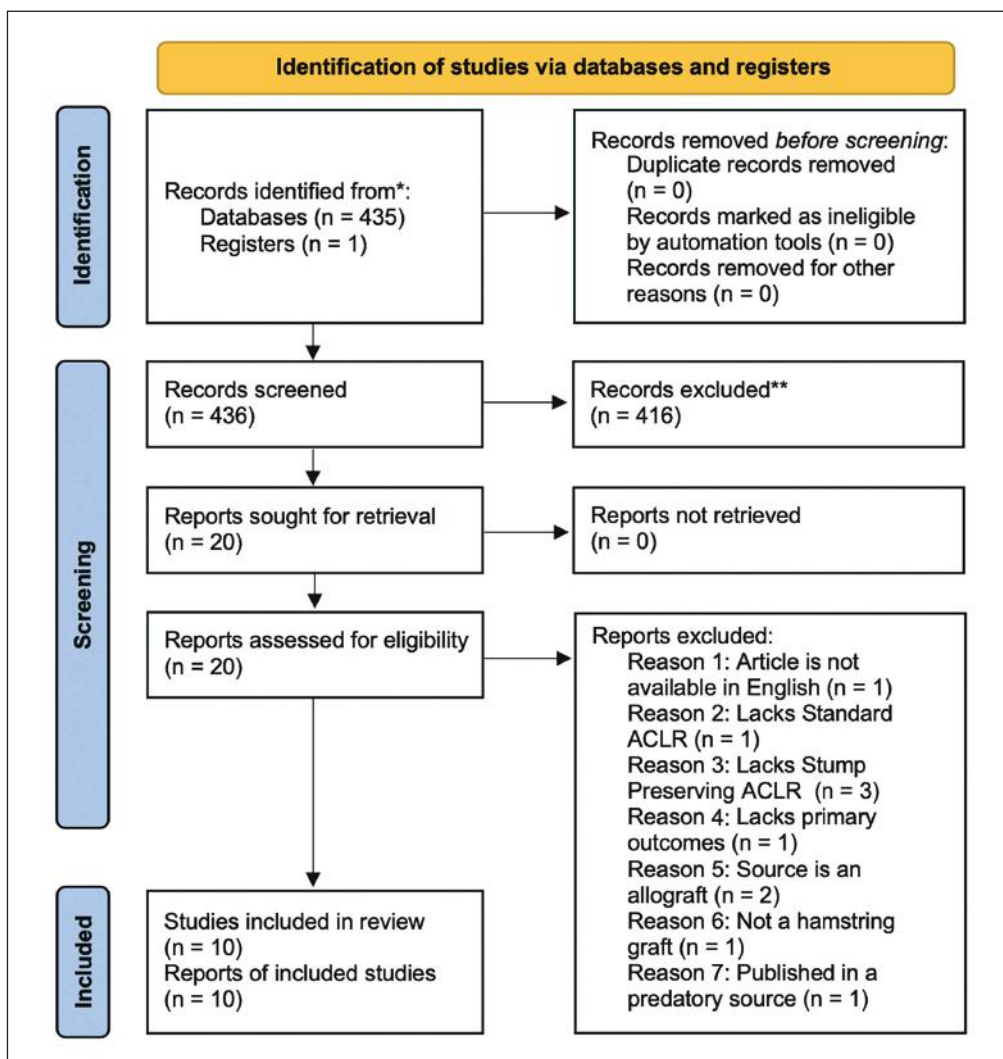 Identification of studies via databases and registers
Identification
Records identified from*:
Databases (n = 435)
Registers (n = 1)
Records removed before screening:
Duplicate records removed
(n = 0)
Records marked as ineligible
by automation tools (n = 0)
Records removed for other
reasons (n = 0)
Screening
Records screened
(n = 436)
Records excluded**
(n = 416)
Reports sought for retrieval
(n = 20)
Reports not retrieved
(n = 0)
Reports assessed for eligibility
(n = 20)
Reports excluded:
Reason 1: Article is not
available in English (n = 1)
Reason 2: Lacks Standard
ACLR (n = 1)
Reason 3: Lacks Stump
Preserving ACLR (n = 3)
Reason 4: Lacks primary
outcomes (n = 1)
Reason 5: Source is an
allograft (n = 2)
Reason 6: Not a hamstring
graft (n = 1)
Reason 7: Published in a
predatory source (n = 1)
Included
Studies included in review
(n = 10)
Reports of included studies
(n = 10)